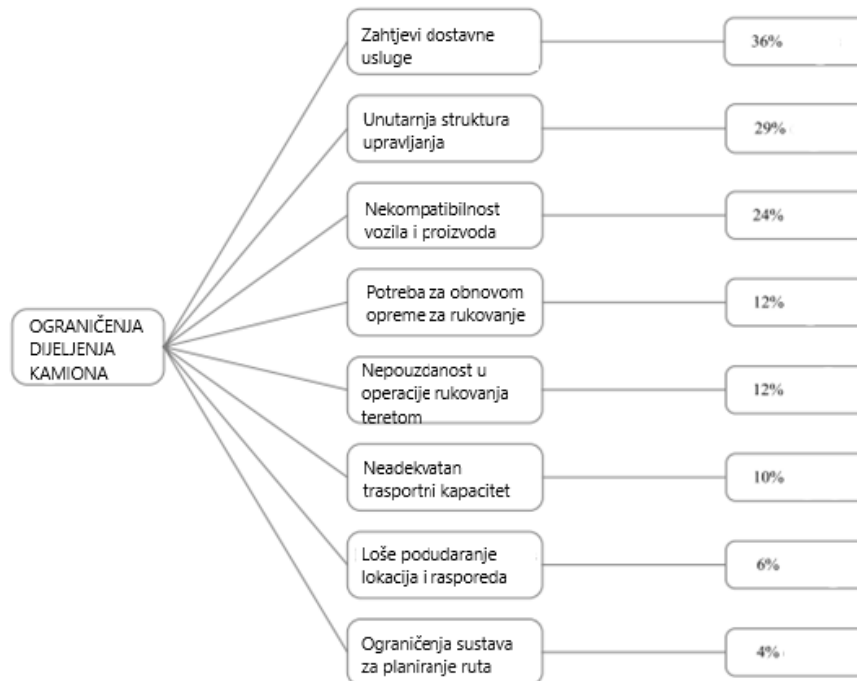 Zahtjevi dostavne
usluge
36%
Unutarnja struktura
upravljanja
29%
Nekompatibilnost
vozila i proizvoda
24%
Potreba za obnovom
opreme za rukovanje
12%
OGRANIČENJA
DIJELJENJA
KAMIONA
Nepouzdanost u
operacije rukovanja
teretom
12%
Neadekvatan
trasportni kapacitet
10%
Loše podudaranje
lokacija i rasporeda
6%
Ograničenja sustava
za planiranje ruta
4%